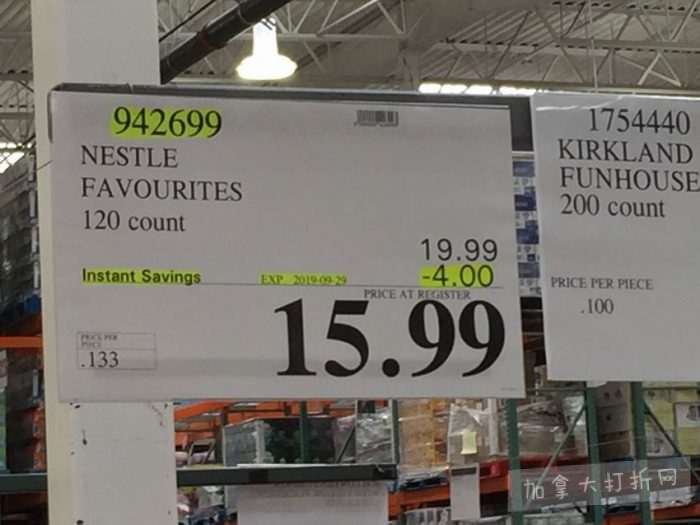 942699
NESTLE
FAVOURITES
120 count
19.99
Instant Savings EXP. 2019-09-29 -4.00
PRICE AT REGISTER
15.99
PRICE PER
PIECE
.133
1754440
KIRKLAND
FUNHOUSE
200 count
PRICE PER PIECE
.100
加拿大打折网